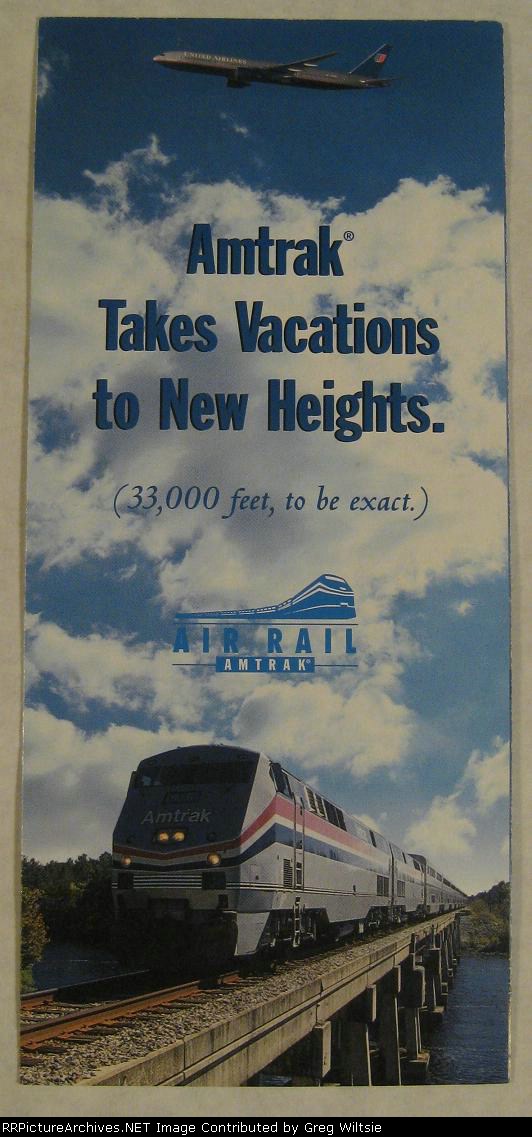 UNITED AIRLINES
Amtrak®
Takes Vacations
to New Heights.
(33,000 feet, to be exact.)
AIR RAIL
AMTRAK®
Amtrak
RRPictureArchives.NET Image Contributed by Greg Wiltsie